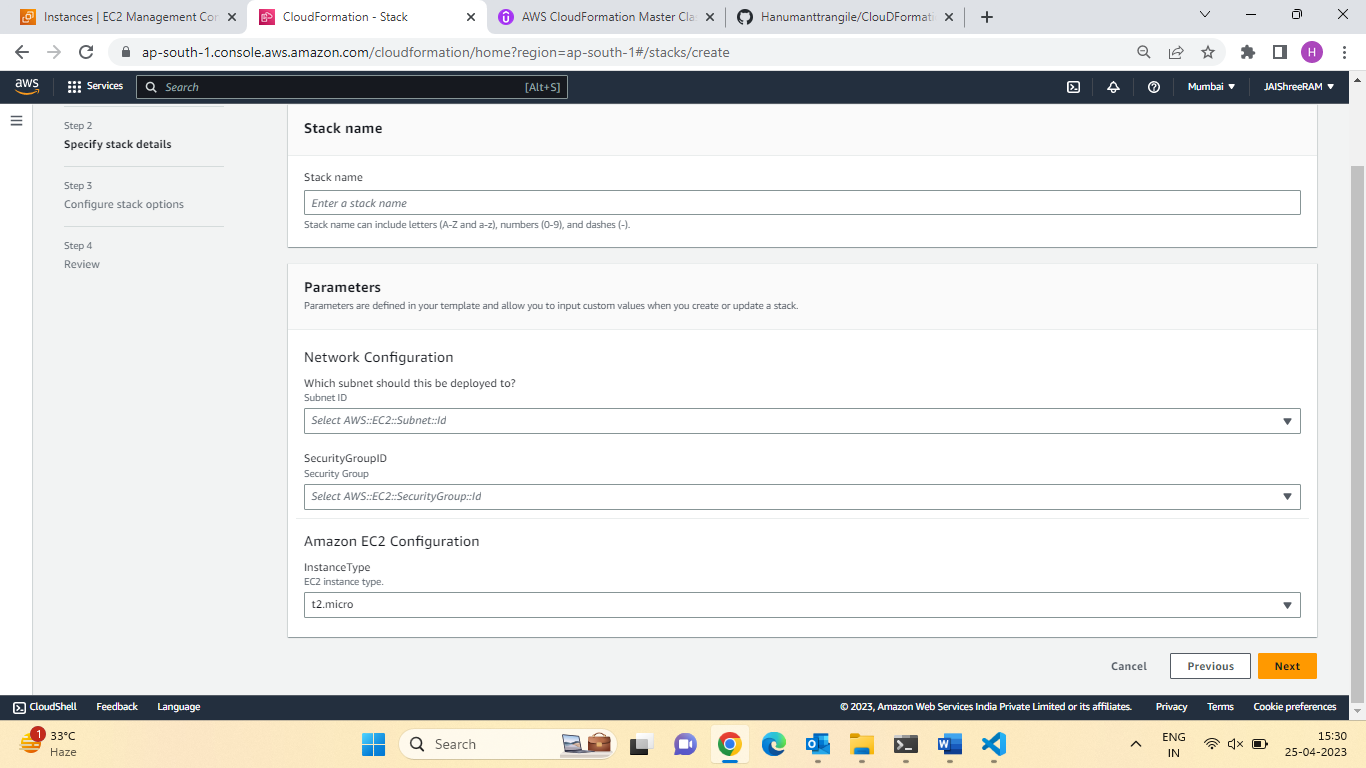 Instances | EC2 Management Con
CloudFormation - Stack
AWS CloudFormation Master Clas
Hanumanttrangile/ClouDFormati
ap-south-1.console.aws.amazon.com/cloudformation/home?region=ap-south-1#/stacks/create
H
aws
Services
Search
[Alt+S]
Mumbai
JAIShreeRAM
Step 2
Specify stack details
Step 3
Configure stack options
Step 4
Review
Stack name
Stack name
Enter a stack name
Stack name can include letters (A-Z and a-z), numbers (0-9), and dashes (-).
Parameters
Parameters are defined in your template and allow you to input custom values when you create or update a stack.
Network Configuration
Which subnet should this be deployed to?
Subnet ID
Select AWS::EC2::Subnet::Id
SecurityGroupID
Security Group
Select AWS::EC2::SecurityGroup::Id
Amazon EC2 Configuration
InstanceType
EC2 instance type.
t2.micro
Cancel
Previous
Next
CloudShell
Feedback
Language
© 2023, Amazon Web Services India Private Limited or its affiliates.
Privacy
Terms
Cookie preferences
1
33°C
Haze
Search
ENG
IN
15:30
25-04-2023